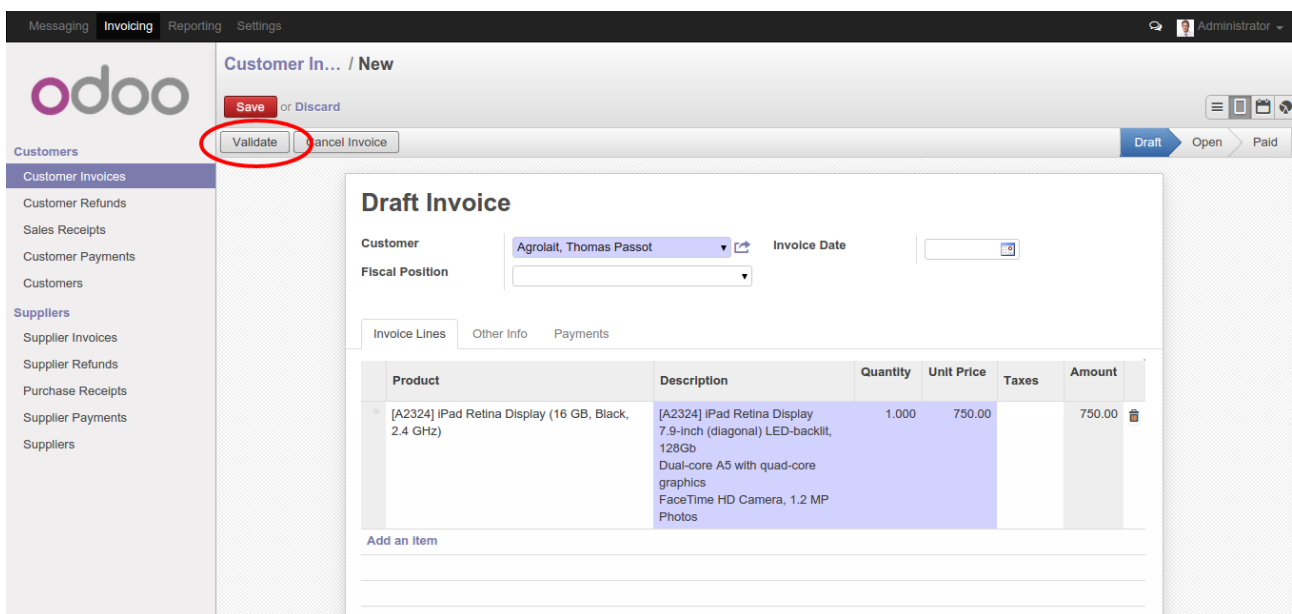 Messaging Invoicing Reporting Settings Administrator
odoo
Customer In... / New
Save or Discard
Validate Cancel Invoice Draft Open Paid
Customers
Customer Invoices
Customer Refunds
Sales Receipts
Customer Payments
Customers
Suppliers
Supplier Invoices
Supplier Refunds
Purchase Receipts
Supplier Payments
Suppliers
Draft Invoice
Customer Agrolait, Thomas Passot Invoice Date
Fiscal Position
Invoice Lines Other Info Payments
Product Description Quantity Unit Price Taxes Amount
[A2324] iPad Retina Display (16 GB, Black, [A2324] iPad Retina Display 1.000 750.00 750.00
2.4 GHz) 7.9-inch (diagonal) LED-backlit,
128Gb
Dual-core A5 with quad-core
graphics
FaceTime HD Camera, 1.2 MP
Photos
Add an item